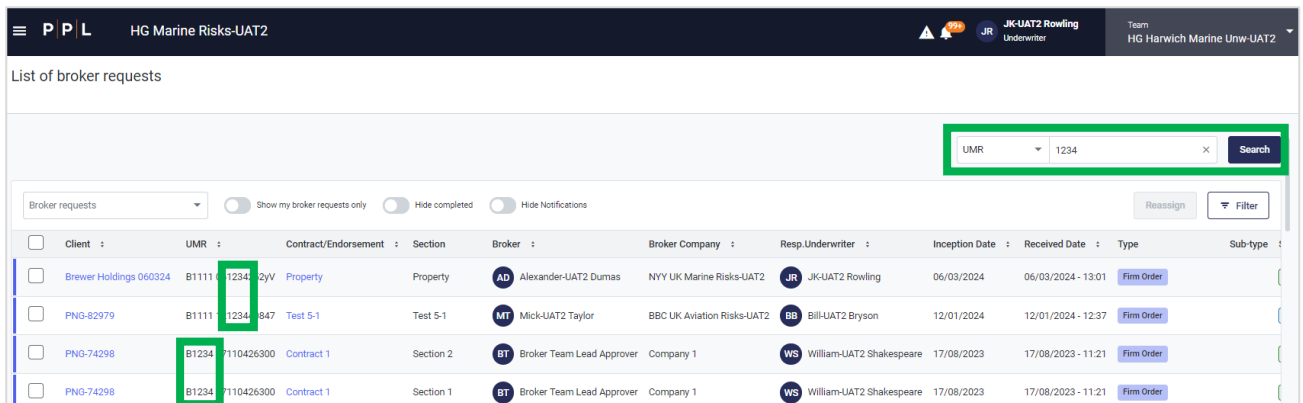 PPL HG Marine Risks-UAT2 99+ JR JK-UAT2 Rowling Underwriter Team HG Harwich Marine Unw-UAT2
List of broker requests
UMR 1234 Search
Broker requests Show my broker requests only Hide completed Hide Notifications Reassign Filter
Client UMR Contract/Endorsement Section Broker Broker Company Resp.Underwriter Inception Date Received Date Type Sub-type
Brewer Holdings 060324 B1111 Property Property AD Alexander-UAT2 Dumas NYY UK Marine Risks-UAT2 JR JK-UAT2 Rowling 06/03/2024 06/03/2024 - 13:01 Firm Order
PNG-82979 B1111 Test 5-1 Test 5-1 MT Mick-UAT2 Taylor BBC UK Aviation Risks-UAT2 BB Bill-UAT2 Bryson 12/01/2024 12/01/2024 - 12:37 Firm Order
PNG-74298 B1234 7110426300 Contract 1 Section 2 BT Broker Team Lead Approver Company 1 WS William-UAT2 Shakespeare 17/08/2023 17/08/2023 - 11:21 Firm Order
PNG-74298 B1234 7110426300 Contract 1 Section 1 BT Broker Team Lead Approver Company 1 WS William-UAT2 Shakespeare 17/08/2023 17/08/2023 - 11:21 Firm Order